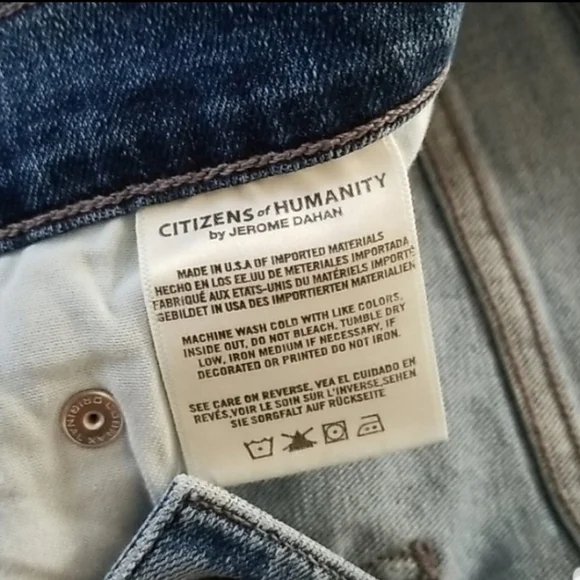 CITIZENS of HUMANITY
by JEROME DAHAN
MADE IN U.S.A OF IMPORTED MATERIALS
HECHO EN LOS EE.UU DE METERIALES IMPORTADA
FABRIQUÉ AUX ETATS-UNIS DU MATÉRIELS IMPORTÉ
GEBILDET IN USA DES IMPORTIERTEN MATERIALIEN
MACHINE WASH COLD WITH LIKE COLORS,
INSIDE OUT, DO NOT BLEACH, TUMBLE DRY
LOW, IRON MEDIUM IF NECESSARY, IF
DECORATED OR PRINTED DO NOT IRON.
SEE CARE ON REVERSE, VEA EL CUIDADO EN
REVÉS,VOIR LE SOIN SUR L'INVERSE,SEHEN
SIE SORGFALT AUF RÜCKSEITE